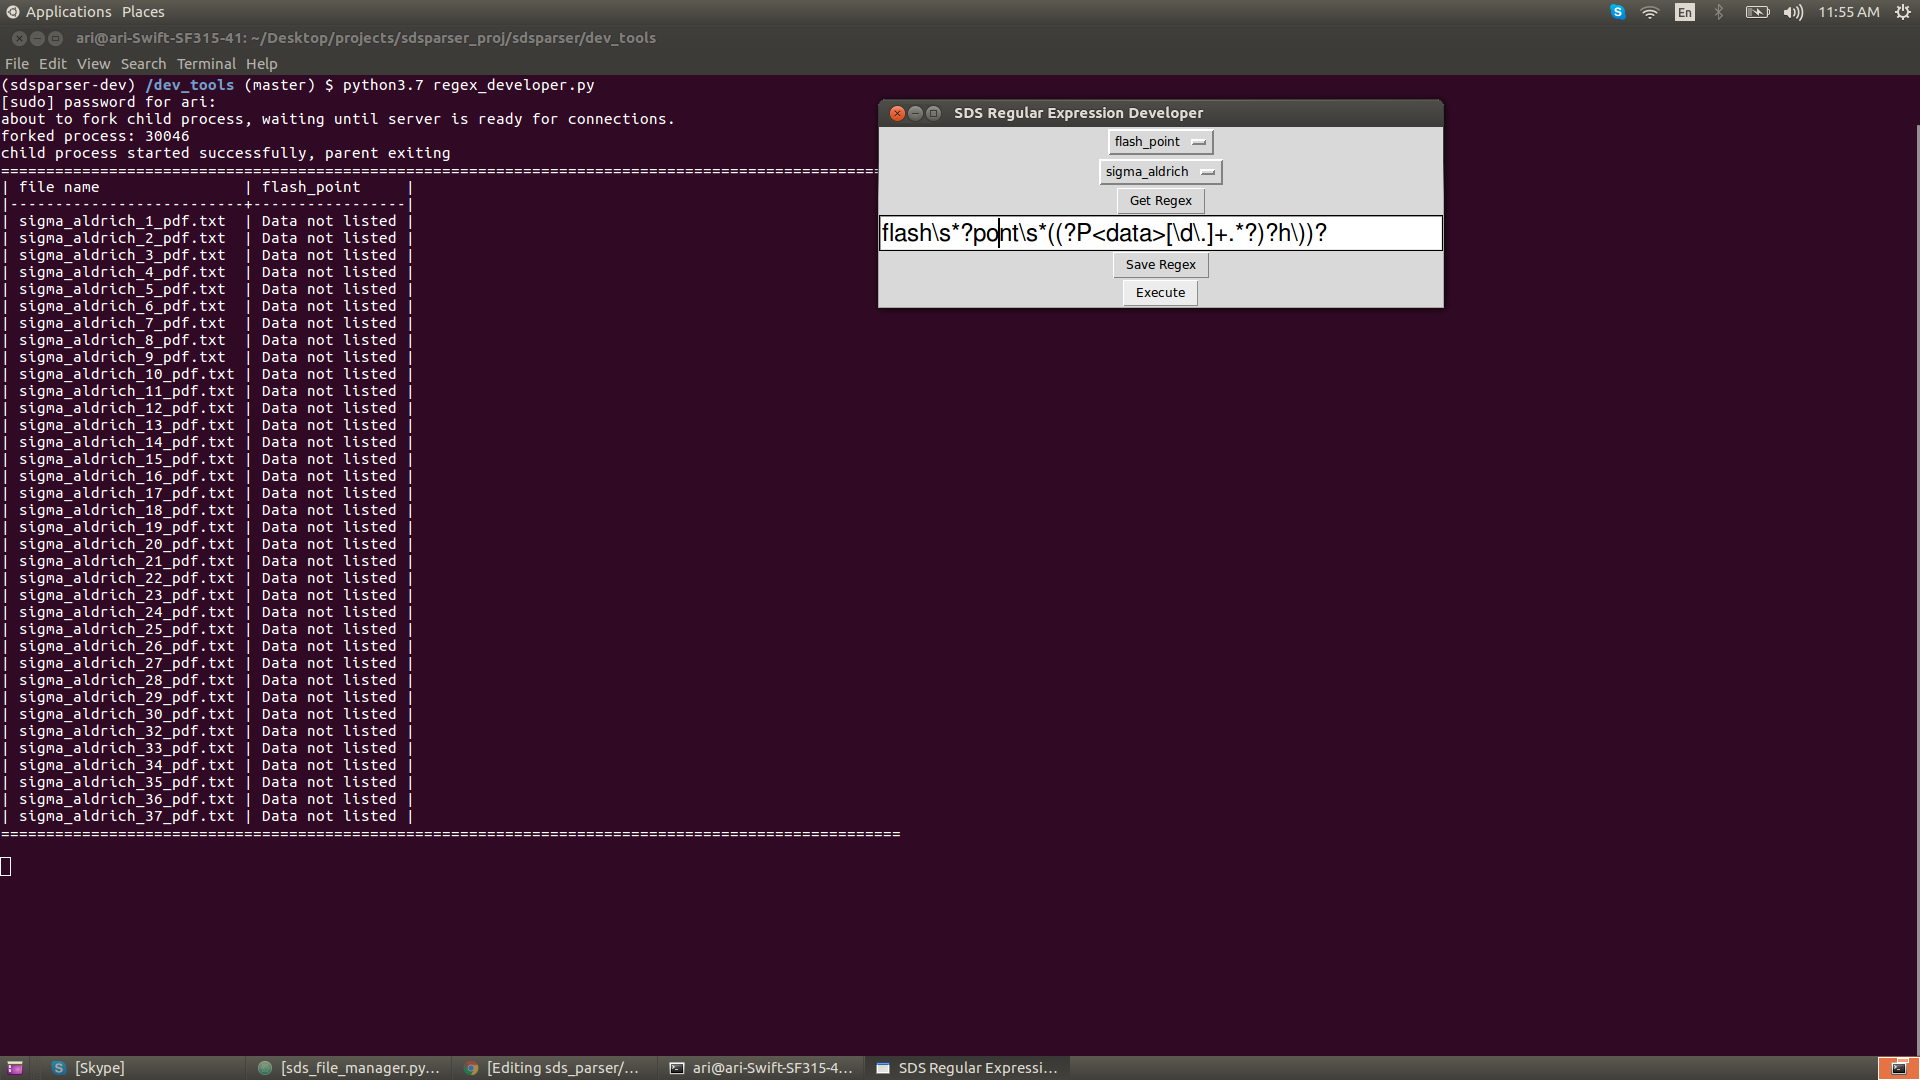 Applications Places En 11:55 AM
ari@ari-Swift-SF315-41: ~/Desktop/projects/sdsparser_proj/sdsparser/dev_tools
File Edit View Search Terminal Help
(sdsparser-dev) /dev_tools (master) $ python3.7 regex_developer.py
[sudo] password for ari:
about to fork child process, waiting until server is ready for connections.
forked process: 30046
child process started successfully, parent exiting
| file name | flash_point |
| sigma_aldrich_1_pdf.txt | Data not listed |
| sigma_aldrich_2_pdf.txt | Data not listed |
| sigma_aldrich_3_pdf.txt | Data not listed |
| sigma_aldrich_4_pdf.txt | Data not listed |
| sigma_aldrich_5_pdf.txt | Data not listed |
| sigma_aldrich_6_pdf.txt | Data not listed |
| sigma_aldrich_7_pdf.txt | Data not listed |
| sigma_aldrich_8_pdf.txt | Data not listed |
| sigma_aldrich_9_pdf.txt | Data not listed |
| sigma_aldrich_10_pdf.txt | Data not listed |
| sigma_aldrich_11_pdf.txt | Data not listed |
| sigma_aldrich_12_pdf.txt | Data not listed |
| sigma_aldrich_13_pdf.txt | Data not listed |
| sigma_aldrich_14_pdf.txt | Data not listed |
| sigma_aldrich_15_pdf.txt | Data not listed |
| sigma_aldrich_16_pdf.txt | Data not listed |
| sigma_aldrich_17_pdf.txt | Data not listed |
| sigma_aldrich_18_pdf.txt | Data not listed |
| sigma_aldrich_19_pdf.txt | Data not listed |
| sigma_aldrich_20_pdf.txt | Data not listed |
| sigma_aldrich_21_pdf.txt | Data not listed |
| sigma_aldrich_22_pdf.txt | Data not listed |
| sigma_aldrich_23_pdf.txt | Data not listed |
| sigma_aldrich_24_pdf.txt | Data not listed |
| sigma_aldrich_25_pdf.txt | Data not listed |
| sigma_aldrich_26_pdf.txt | Data not listed |
| sigma_aldrich_27_pdf.txt | Data not listed |
| sigma_aldrich_28_pdf.txt | Data not listed |
| sigma_aldrich_29_pdf.txt | Data not listed |
| sigma_aldrich_30_pdf.txt | Data not listed |
| sigma_aldrich_32_pdf.txt | Data not listed |
| sigma_aldrich_33_pdf.txt | Data not listed |
| sigma_aldrich_34_pdf.txt | Data not listed |
| sigma_aldrich_35_pdf.txt | Data not listed |
| sigma_aldrich_36_pdf.txt | Data not listed |
| sigma_aldrich_37_pdf.txt | Data not listed |
SDS Regular Expression Developer
flash_point
sigma_aldrich
Get Regex
flash\s*?pont\s*((?P<data>[\d\.]+.*?)?h\))?
Save Regex
Execute
[Skype] [sds_file_manager.py... [Editing sds_parser/... ari@ari-Swift-SF315-4... SDS Regular Expressi...